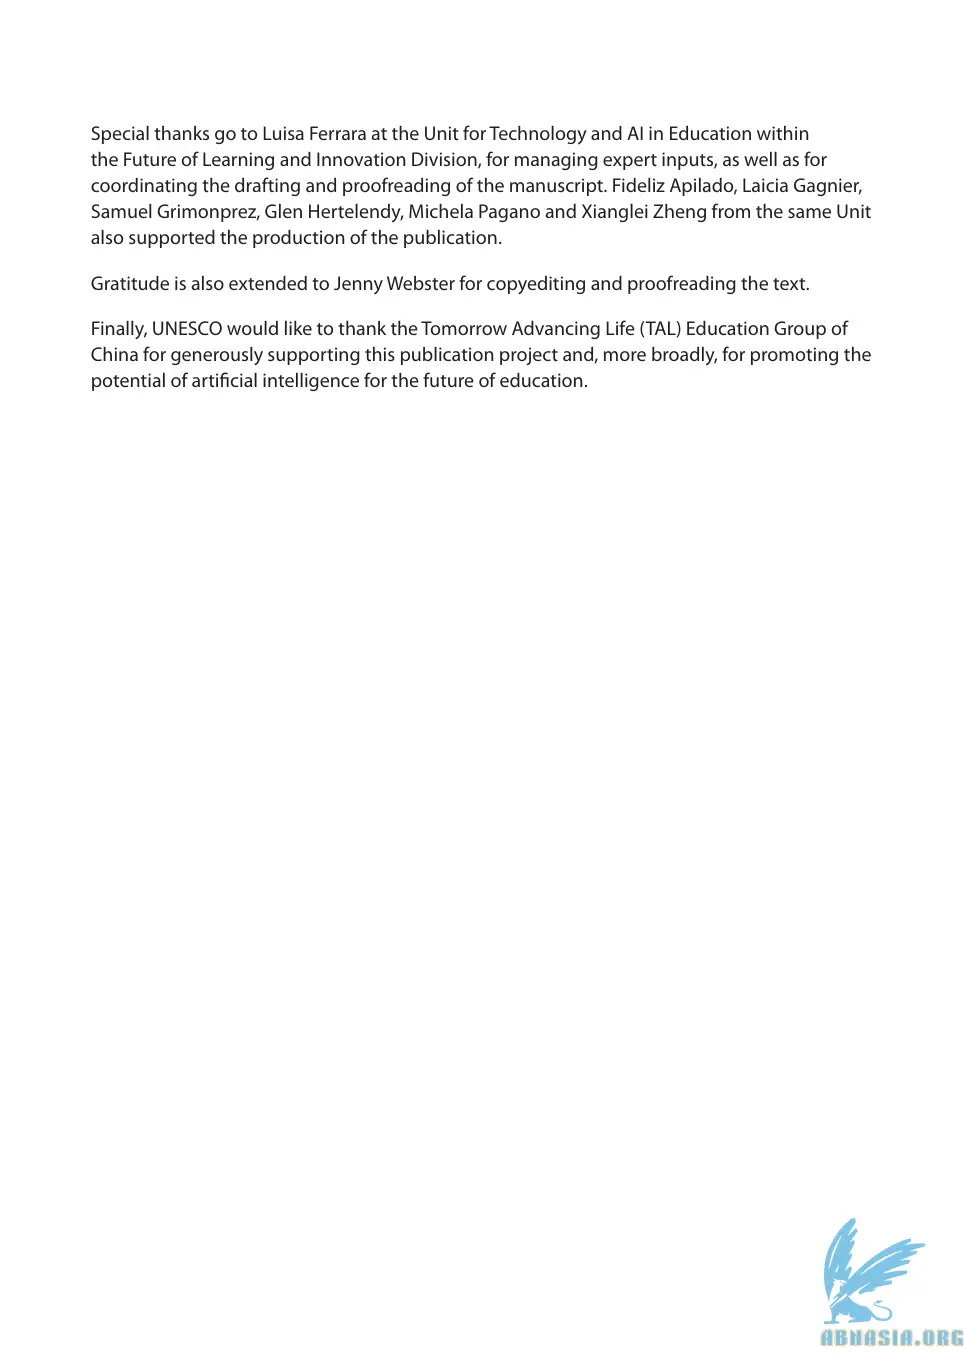 Special thanks go to Luisa Ferrara at the Unit for Technology and AI in Education within
the Future of Learning and Innovation Division, for managing expert inputs, as well as for
coordinating the drafting and proofreading of the manuscript. Fideliz Apilado, Laicia Gagnier,
Samuel Grimonprez, Glen Hertelendy, Michela Pagano and Xianglei Zheng from the same Unit
also supported the production of the publication.
Gratitude is also extended to Jenny Webster for copyediting and proofreading the text.
Finally, UNESCO would like to thank the Tomorrow Advancing Life (TAL) Education Group of
China for generously supporting this publication project and, more broadly, for promoting the
potential of artificial intelligence for the future of education.
ABNASIA.ORG